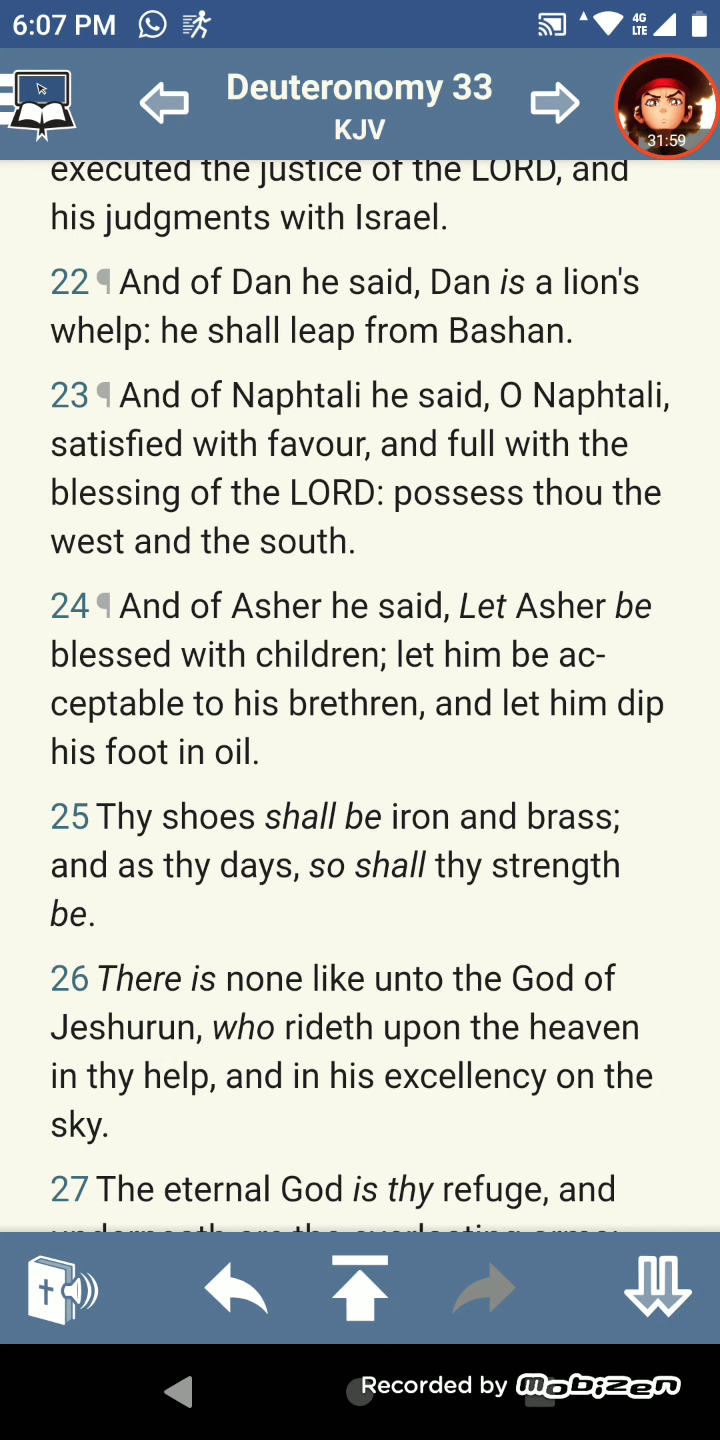 6:07 PM
4G
LTE
Deuteronomy 33
KJV
31:59
executed the justice of the LORD, and
his judgments with Israel.
22 ¶ And of Dan he said, Dan is a lion's
whelp: he shall leap from Bashan.
23 ¶ And of Naphtali he said, O Naphtali,
satisfied with favour, and full with the
blessing of the LORD: possess thou the
west and the south.
24 ¶ And of Asher he said, Let Asher be
blessed with children; let him be ac-
ceptable to his brethren, and let him dip
his foot in oil.
25 Thy shoes shall be iron and brass;
and as thy days, so shall thy strength
be.
26 There is none like unto the God of
Jeshurun, who rideth upon the heaven
in thy help, and in his excellency on the
sky.
27 The eternal God is thy refuge, and
underneath are the everlasting arms:
Recorded by mobizen